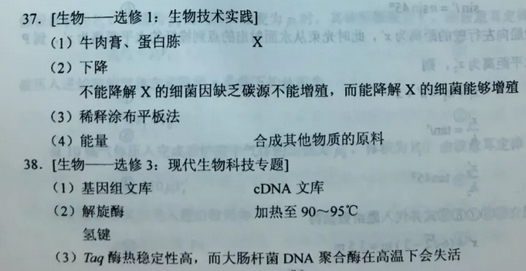 37. [生物——选修1：生物技术实践]
（1）牛肉膏、蛋白胨 X
（2）下降
不能降解 X 的细菌因缺乏碳源不能增殖，而能降解 X 的细菌能够增殖
（3）稀释涂布平板法
（4）能量 合成其他物质的原料
38. [生物——选修3：现代生物科技专题]
（1）基因组文库 cDNA 文库
（2）解旋酶 加热至 90～95℃
氢键
（3）Taq 酶热稳定性高，而大肠杆菌 DNA 聚合酶在高温下会失活